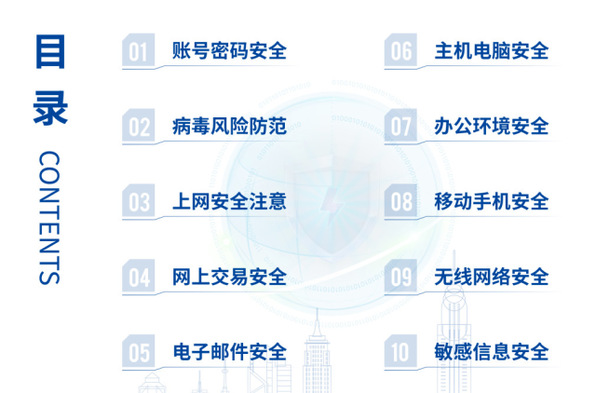 目录
CONTENTS
01 账号密码安全
02 病毒风险防范
03 上网安全注意
04 网上交易安全
05 电子邮件安全
06 主机电脑安全
07 办公环境安全
08 移动手机安全
09 无线网络安全
10 敏感信息安全